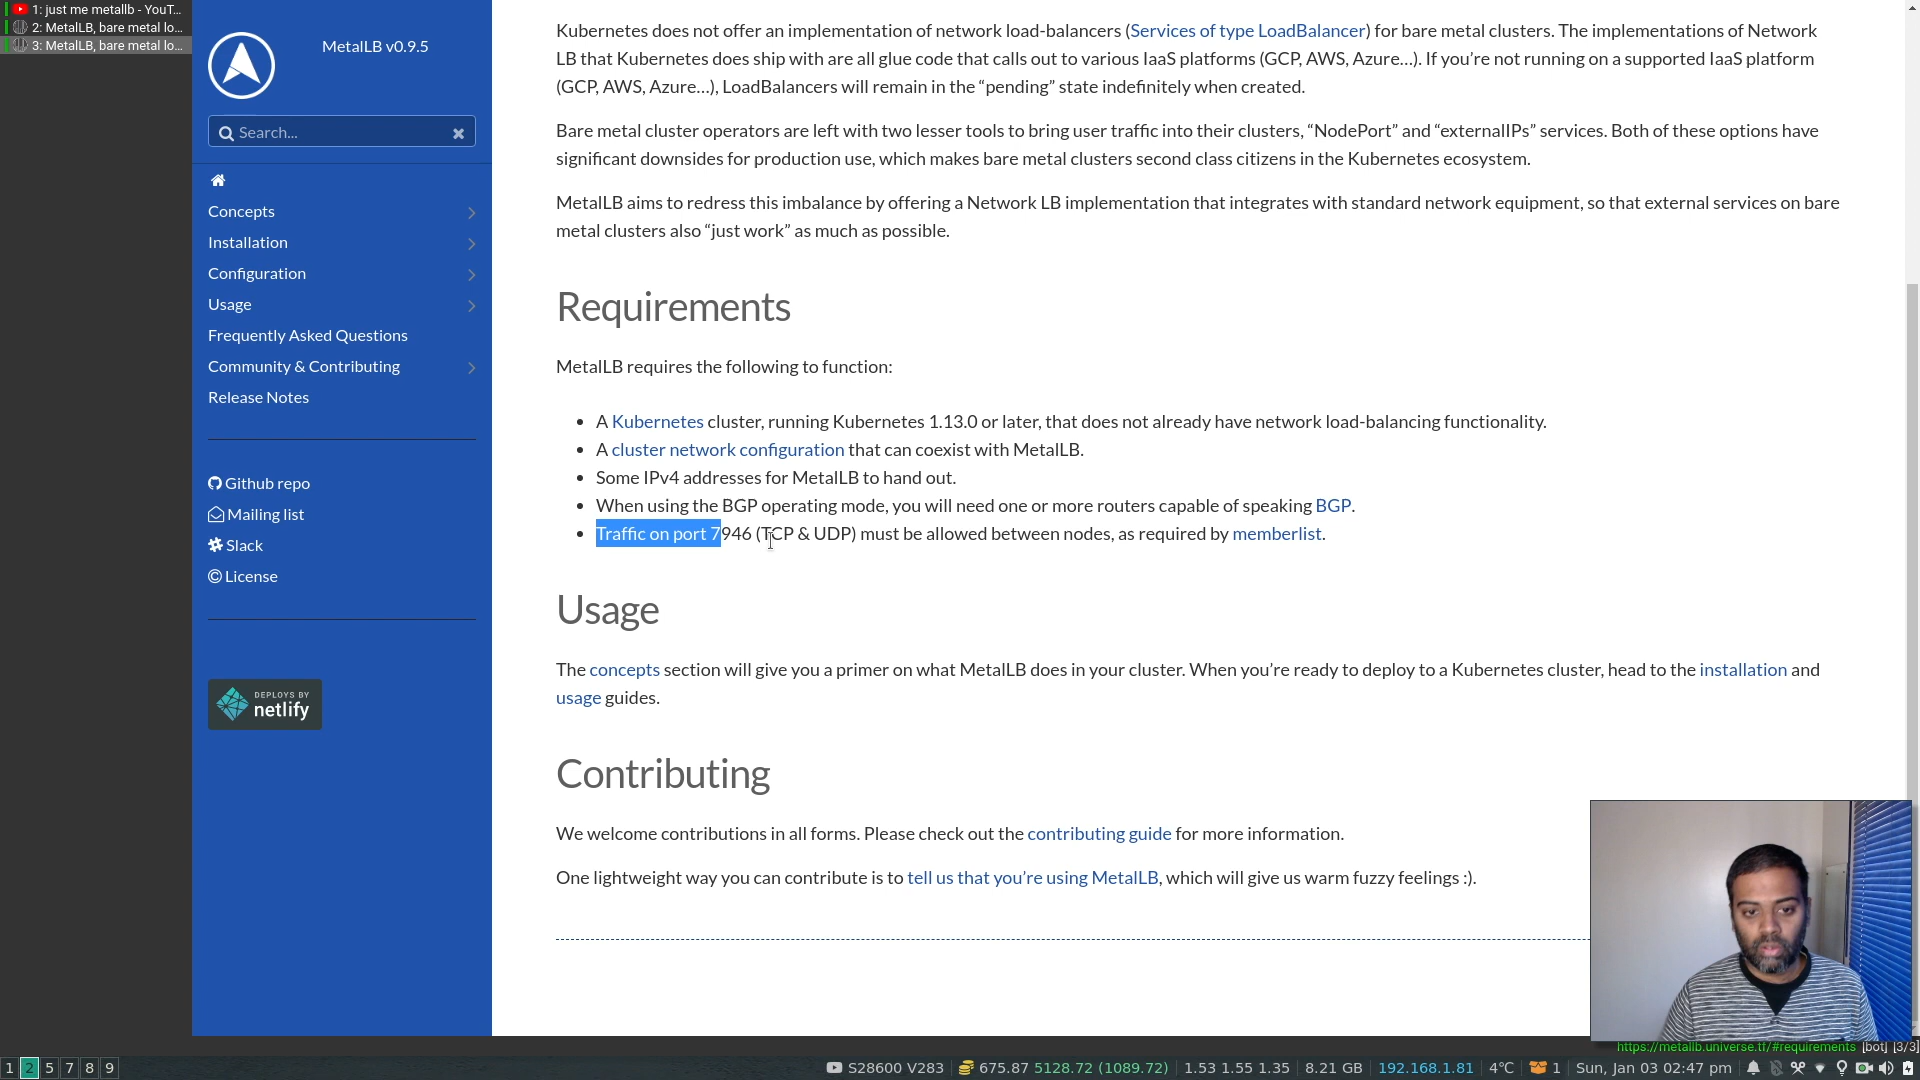 1: just me metallb - YouT...
2: MetalLB, bare metal lo...
3: MetalLB, bare metal lo...
MetalLB v0.9.5
Search...
Concepts
Installation
Configuration
Usage
Frequently Asked Questions
Community & Contributing
Release Notes
Github repo
Mailing list
Slack
License
DEPLOYS BY
netlify
Kubernetes does not offer an implementation of network load-balancers (Services of type LoadBalancer) for bare metal clusters. The implementations of Network
LB that Kubernetes does ship with are all glue code that calls out to various IaaS platforms (GCP, AWS, Azure…). If you’re not running on a supported IaaS platform
(GCP, AWS, Azure…), LoadBalancers will remain in the “pending” state indefinitely when created.
Bare metal cluster operators are left with two lesser tools to bring user traffic into their clusters, “NodePort” and “externalIPs” services. Both of these options have
significant downsides for production use, which makes bare metal clusters second class citizens in the Kubernetes ecosystem.
MetalLB aims to redress this imbalance by offering a Network LB implementation that integrates with standard network equipment, so that external services on bare
metal clusters also “just work” as much as possible.
Requirements
MetalLB requires the following to function:
• A Kubernetes cluster, running Kubernetes 1.13.0 or later, that does not already have network load-balancing functionality.
• A cluster network configuration that can coexist with MetalLB.
• Some IPv4 addresses for MetalLB to hand out.
• When using the BGP operating mode, you will need one or more routers capable of speaking BGP.
• Traffic on port 7946 (TCP & UDP) must be allowed between nodes, as required by memberlist.
Usage
The concepts section will give you a primer on what MetalLB does in your cluster. When you’re ready to deploy to a Kubernetes cluster, head to the installation and
usage guides.
Contributing
We welcome contributions in all forms. Please check out the contributing guide for more information.
One lightweight way you can contribute is to tell us that you’re using MetalLB, which will give us warm fuzzy feelings :).
https://metallb.universe.tf/#requirements [bot] [3/3]
1 2 5 7 8 9
S28600 V283 675.87 5128.72 (1089.72) 1.53 1.55 1.35 8.21 GB 192.168.1.81 4℃ 1 Sun, Jan 03 02:47 pm